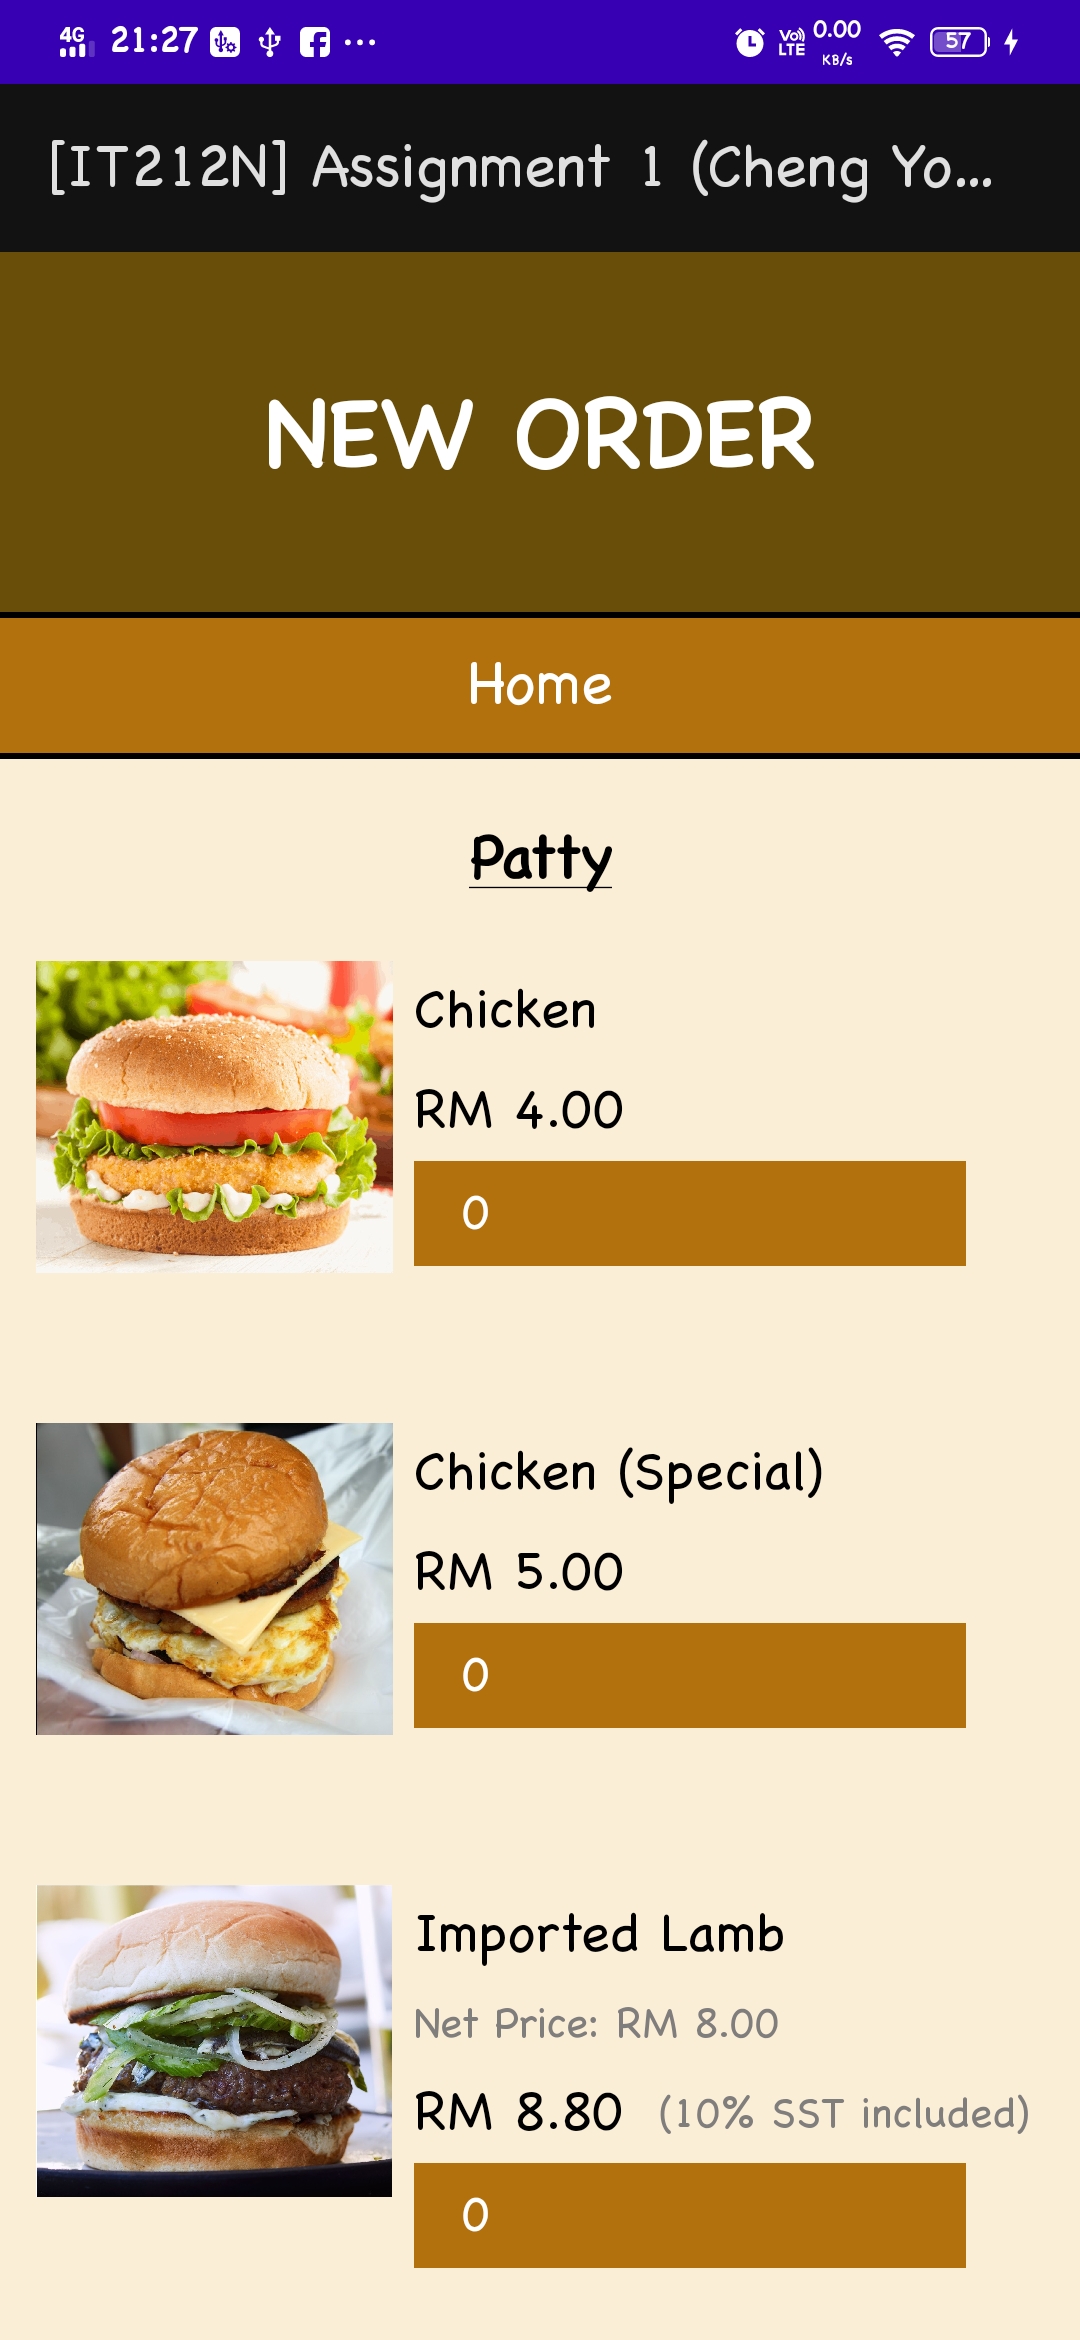 4G 21:27 ... Vo) LTE 0.00 KB/s 57
[IT212N] Assignment 1 (Cheng Yo...
NEW ORDER
Home
Patty
Chicken
RM 4.00
0
Chicken (Special)
RM 5.00
0
Imported Lamb
Net Price: RM 8.00
RM 8.80 (10% SST included)
0